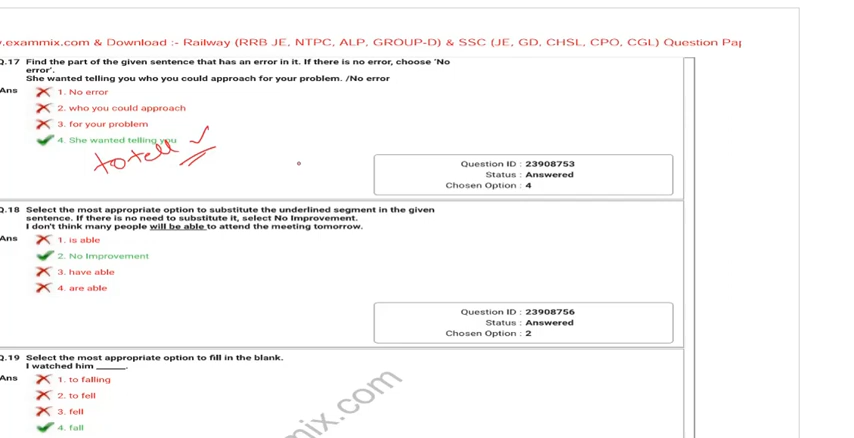 .exammix.com & Download :- Railway (RRB JE, NTPC, ALP, GROUP-D) & SSC (JE, GD, CHSL, CPO, CGL) Question Pap
Q.17 Find the part of the given sentence that has an error in it. If there is no error, choose 'No
error'.
She wanted telling you who you could approach for your problem. /No error
Ans 1. No error
2. who you could approach
3. for your problem
4. She wanted telling you
to tell
Question ID : 23908753
Status : Answered
Chosen Option : 4
Q.18 Select the most appropriate option to substitute the underlined segment in the given
sentence. If there is no need to substitute it, select No Improvement.
I don't think many people will be able to attend the meeting tomorrow.
Ans 1. is able
2. No Improvement
3. have able
4. are able
Question ID : 23908756
Status : Answered
Chosen Option : 2
Q.19 Select the most appropriate option to fill in the blank.
I watched him _____.
Ans 1. to falling
2. to fell
3. fell
4. fall
mix.com